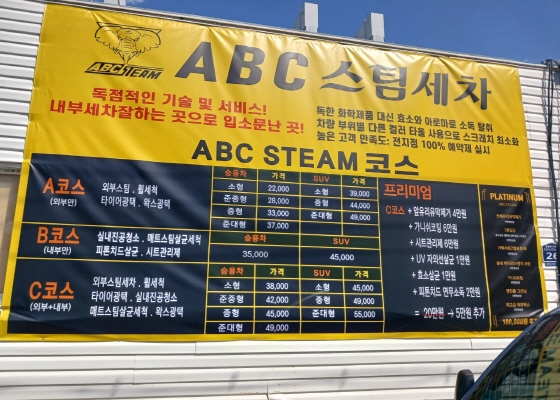 ABCSTEAM
ABC 스팀세차
독점적인 기술 및 서비스!
내부세차잘하는 곳으로 입소문난 곳!
독한 화학제품 대신 효소와 아로마로 소독 탈취
차량 부위별 다른 컬러 타올 사용으로 스크래치 최소화
높은 고객 만족도: 전지점 100% 예약제 실시
ABC STEAM 코스
A코스
(외부만)
외부스팀 . 휠세척
타이어광택 . 왁스광택
승용차 가격 SUV 가격
소형 22,000 소형 39,000
준중형 28,000 중형 44,000
중형 33,000 대형 49,000
준대형 37,000
B코스
(내부만)
실내진공청소 . 매트스팀살균세척
피톤치드살균 . 시트관리제
승용차 SUV
35,000 45,000
C코스
(외부+내부)
외부스팀세차 . 휠세척
타이어광택 . 실내진공청소
매트스팀살균세척 . 왁스광택
승용차 가격 SUV 가격
소형 38,000 소형 45,000
준중형 42,000 중형 49,000
중형 45,000 대형 55,000
준대형 49,000
프리미엄
C코스 + 앞유리유막제거 4만원
+ 가니쉬코팅 6만원
+ 시트관리제 6만원
+ UV 자외선살균 1만원
+ 효소살균 1만원
+ 피톤치드 연무소독 2만원
= 20만원 → 5만원 추가
PLATINUM
100,000원 추가
26